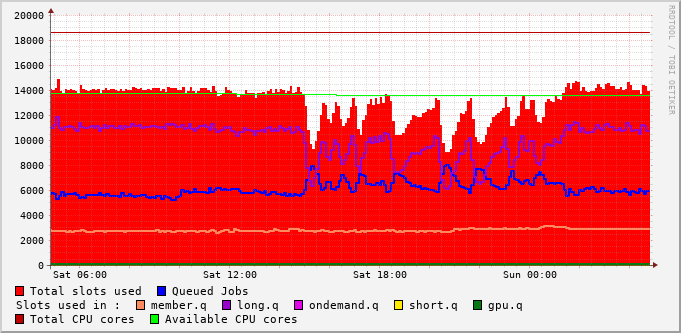 20000
18000
16000
14000
12000
10000
8000
6000
4000
2000
0
Sat 06:00 Sat 12:00 Sat 18:00 Sun 00:00
RRDTOOL / TOBI OETIKER
Total slots used Queued Jobs
Slots used in : member.q long.q ondemand.q short.q gpu.q
Total CPU cores Available CPU cores